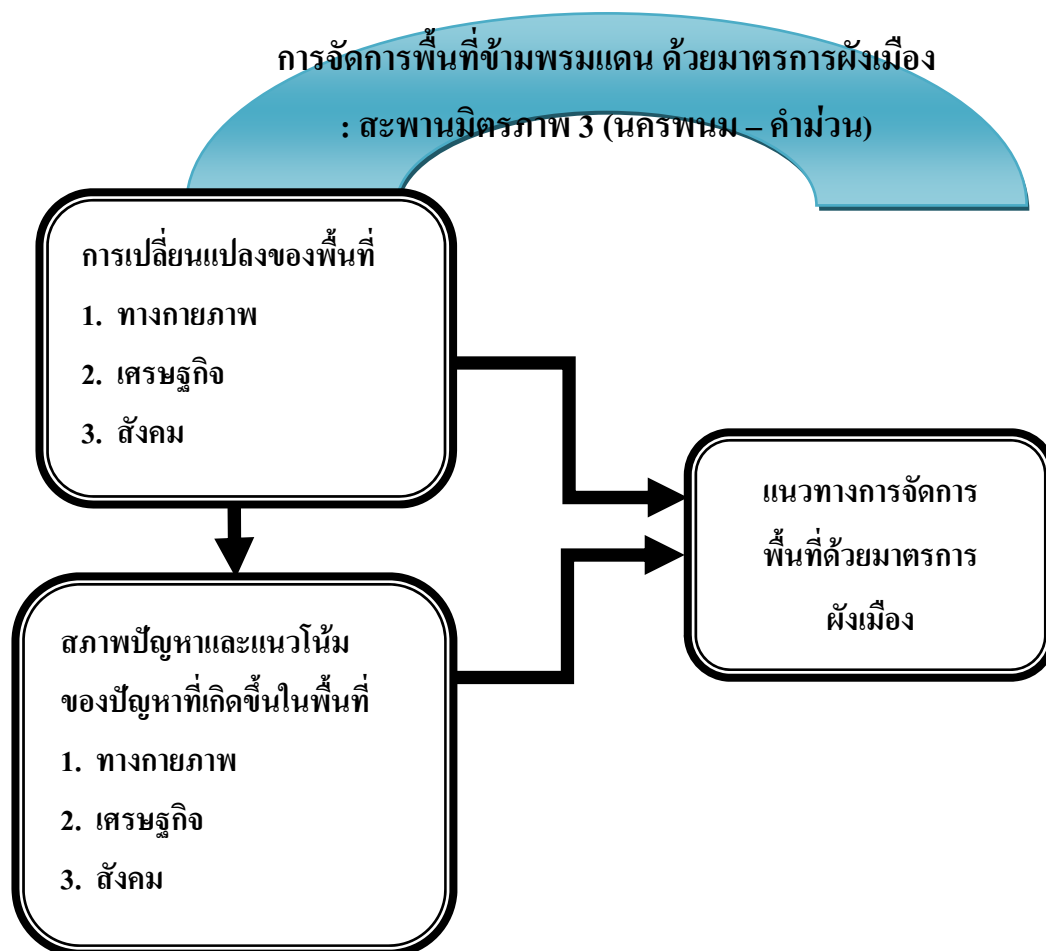 การจัดการพื้นที่ข้ามพรมแดน ด้วยมาตรการผังเมือง
: สะพานมิตรภาพ 3 (นครพนม – คำม่วน)
การเปลี่ยนแปลงของพื้นที่
1. ทางกายภาพ
2. เศรษฐกิจ
3. สังคม
สภาพปัญหาและแนวโน้ม
ของปัญหาที่เกิดขึ้นในพื้นที่
1. ทางกายภาพ
2. เศรษฐกิจ
3. สังคม
แนวทางการจัดการ
พื้นที่ด้วยมาตรการ
ผังเมือง